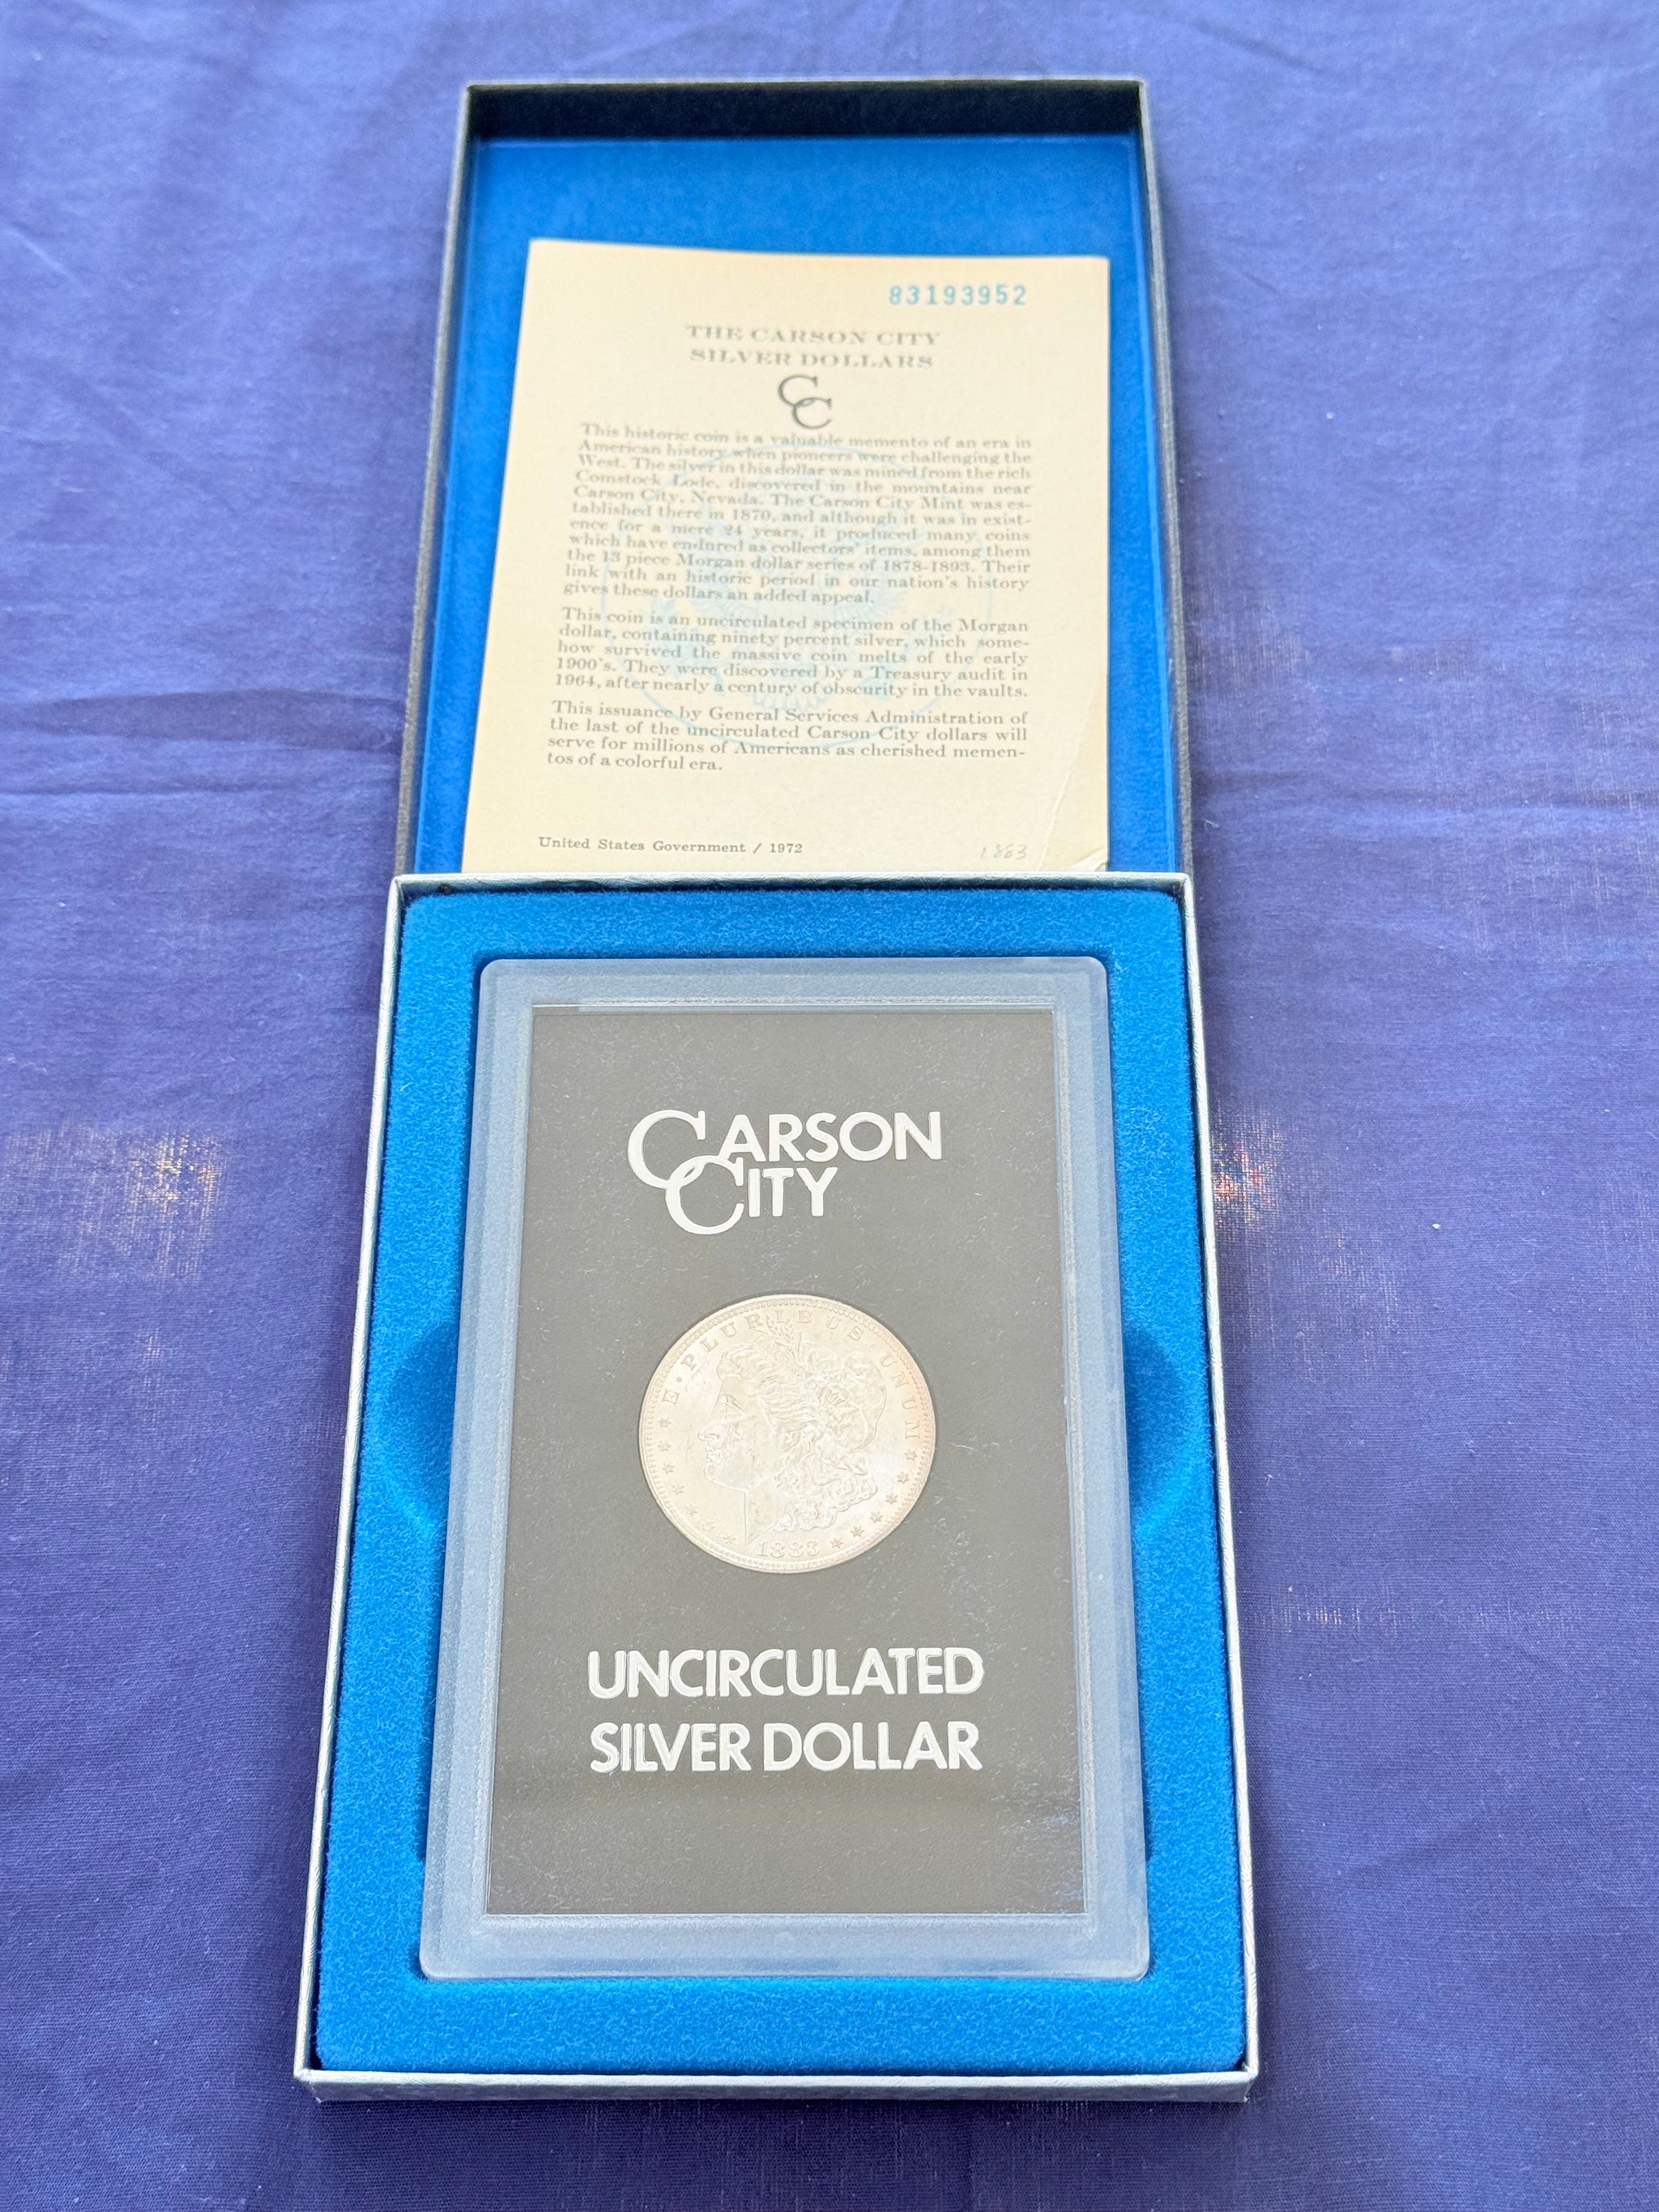 83193952
THE CARSON CITY
SILVER DOLLARS
CC
This historic coin is a valuable memento of an era in
American history when pioneers were challenging the
West. The silver in this dollar was mined from the rich
Comstock Lode, discovered in the mountains near
Carson City, Nevada. The Carson City Mint was es-
tablished there in 1870, and although it was in exist-
ence for a mere 24 years, it produced many coins
which have endured as collectors' items, among them
the 13 piece Morgan dollar series of 1878-1893. Their
link with an historic period in our nation's history
gives these dollars an added appeal.
This coin is an uncirculated specimen of the Morgan
dollar, containing ninety percent silver, which some-
how survived the massive coin melts of the early
1900's. They were discovered by a Treasury audit in
1964, after nearly a century of obscurity in the vaults.
This issuance by General Services Administration of
the last of the uncirculated Carson City dollars will
serve for millions of Americans as cherished memen-
tos of a colorful era.
United States Government / 1972
1883
CARSON
CITY
E·PLURIBUS UNUM
1883
UNCIRCULATED
SILVER DOLLAR